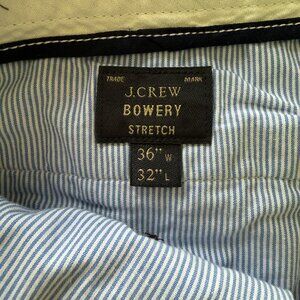 TRADE MARK
J.CREW
BOWERY
STRETCH
36" W
32" L